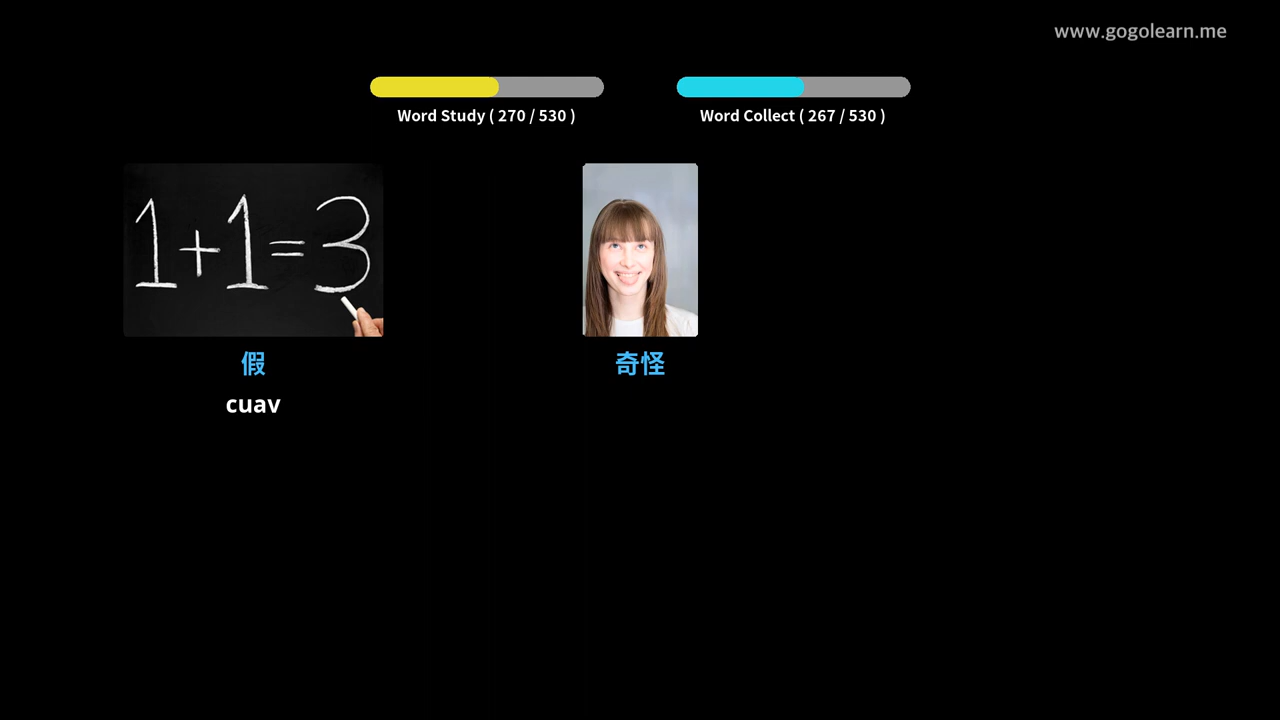 www.gogolearn.me
Word Study ( 270 / 530 )
Word Collect ( 267 / 530 )
1+1=3
假
奇怪
cuav